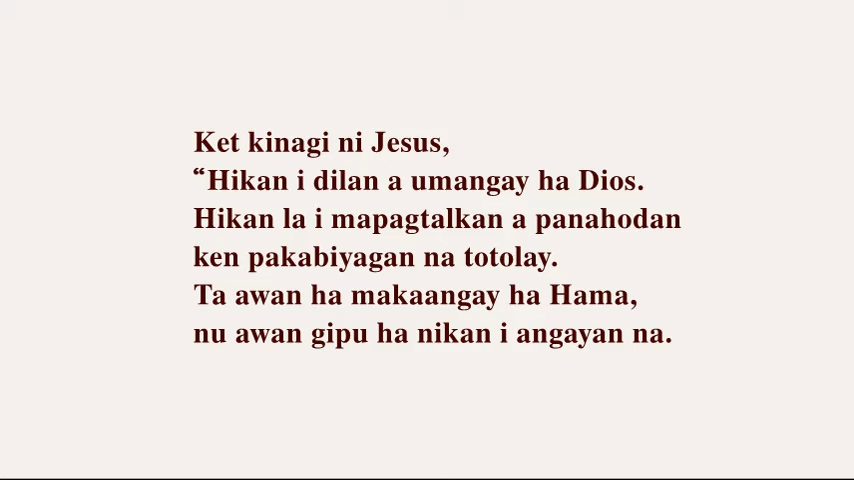 Ket kinagi ni Jesus,
“Hikan i dilan a umangay ha Dios.
Hikan la i mapagtalkan a panahodan
ken pakabiyagan na totolay.
Ta awan ha makaangay ha Hama,
nu awan gipu ha nikan i angayan na.